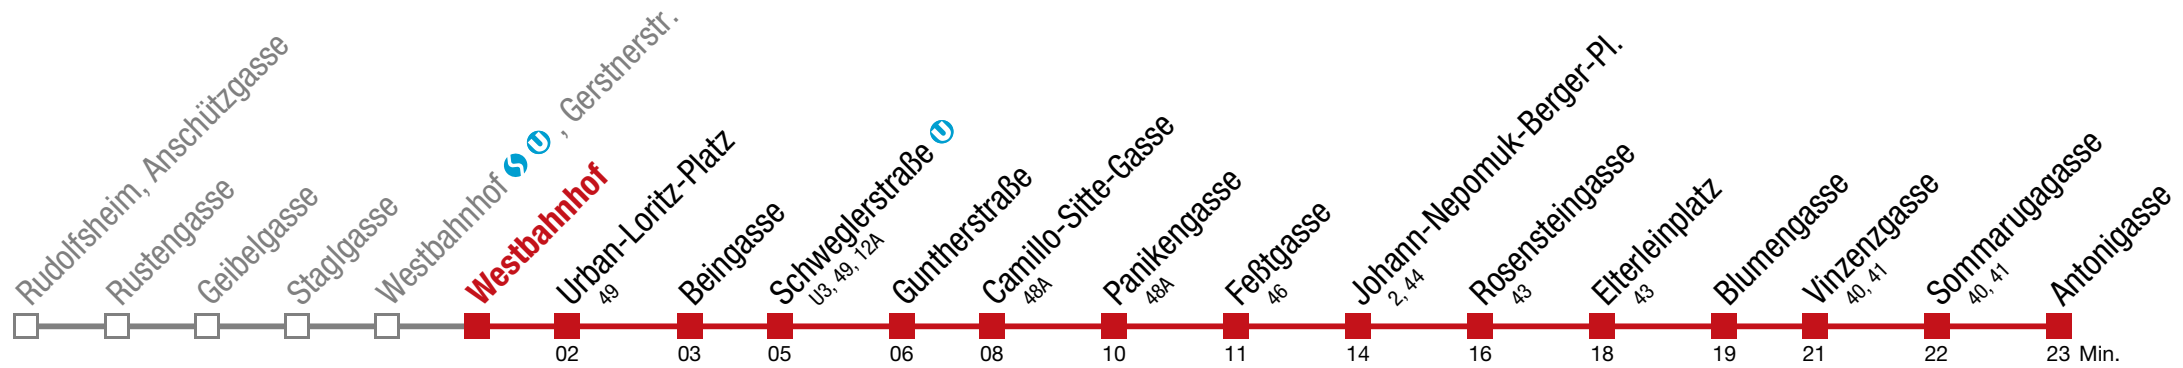 Rudolfsheim, Anschützgasse
Rustengasse
Geibelgasse
Staglgasse
Westbahnhof S U , Gerstnerstr.
Westbahnhof
Urban-Loritz-Platz
49
Beingasse
Schweglerstraße U
U3, 49, 12A
Guntherstraße
Camillo-Sitte-Gasse
48A
Panikengasse
48A
Feßtgasse
46
Johann-Nepomuk-Berger-Pl.
2, 44
Rosensteingasse
43
Elterleinplatz
43
Blumengasse
Vinzenzgasse
40, 41
Sommarugagasse
40, 41
Antonigasse
02 03 05 06 08 10 11 14 16 18 19 21 22 23 Min.